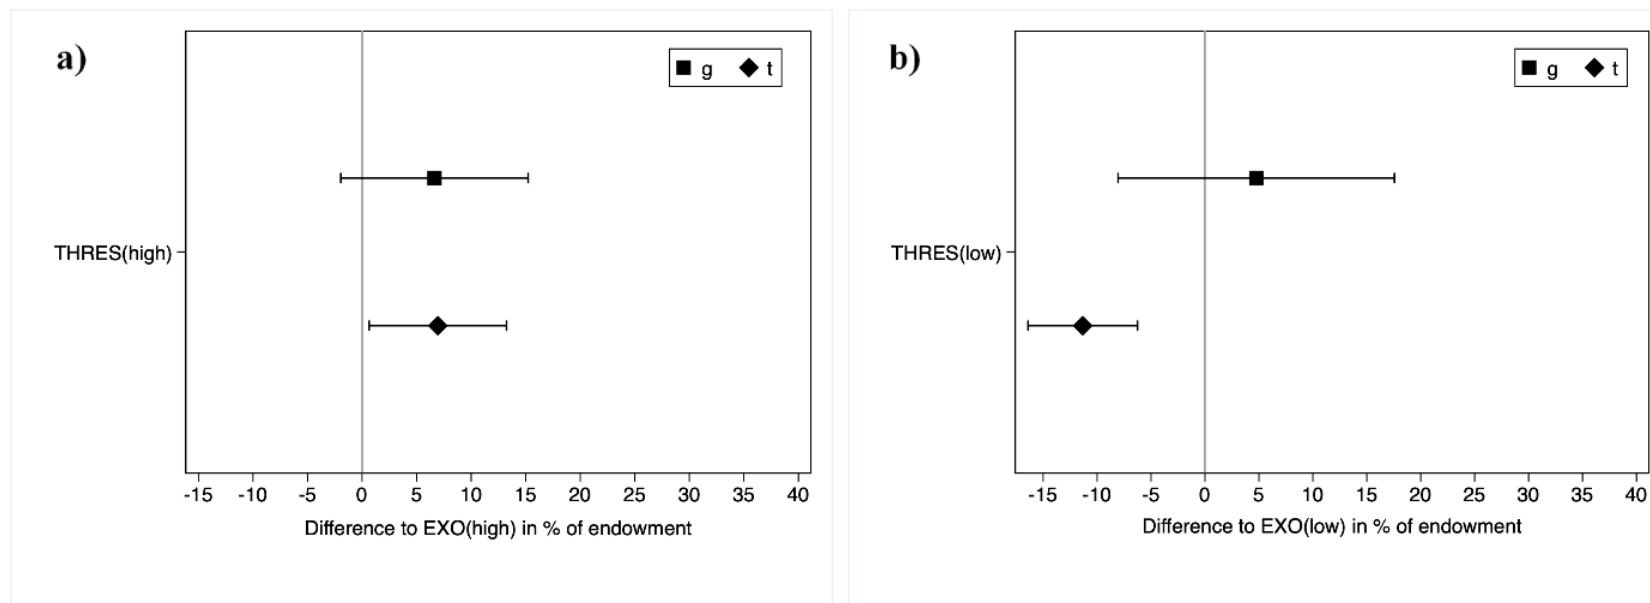 a)
g t
THRES(high)
-15 -10 -5 0 5 10 15 20 25 30 35 40
Difference to EXO(high) in % of endowment
b)
g t
THRES(low)
-15 -10 -5 0 5 10 15 20 25 30 35 40
Difference to EXO(low) in % of endowment